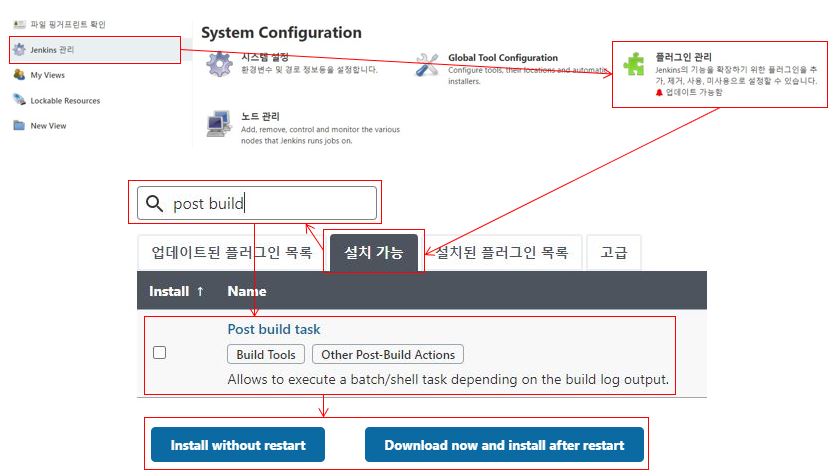 파일 핑거프린트 확인
Jenkins 관리
My Views
Lockable Resources
New View
System Configuration
시스템 설정
환경변수 및 경로 정보등을 설정합니다.
Global Tool Configuration
Configure tools, their locations and automatic
installers.
플러그인 관리
Jenkins의 기능을 확장하기 위한 플러그인을 추
가, 제거, 사용, 미사용으로 설정할 수 있습니다.
업데이트 가능함
노드 관리
Add, remove, control and monitor the various
nodes that Jenkins runs jobs on.
post build
업데이트된 플러그인 목록
설치 가능
설치된 플러그인 목록
고급
Install ↑ Name
Post build task
Build Tools
Other Post-Build Actions
Allows to execute a batch/shell task depending on the build log output.
Install without restart
Download now and install after restart